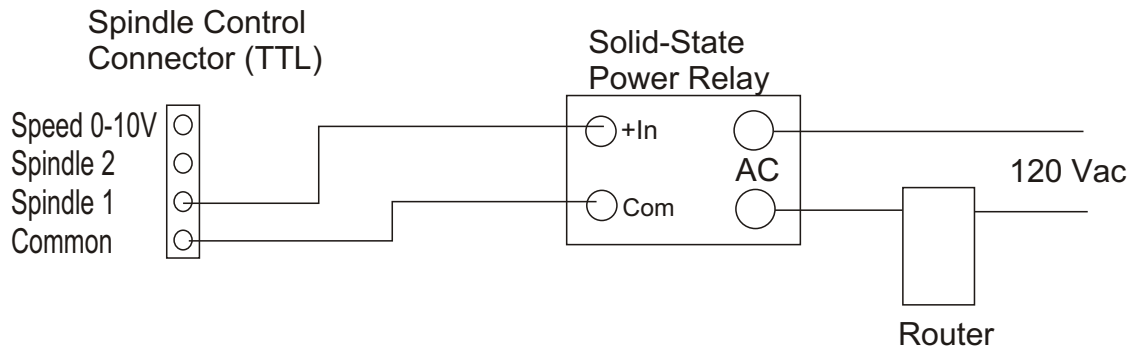 Spindle Control
Connector (TTL)
Solid-State
Power Relay
Speed 0-10V
Spindle 2
Spindle 1
Common
+In
Com
AC
120 Vac
Router